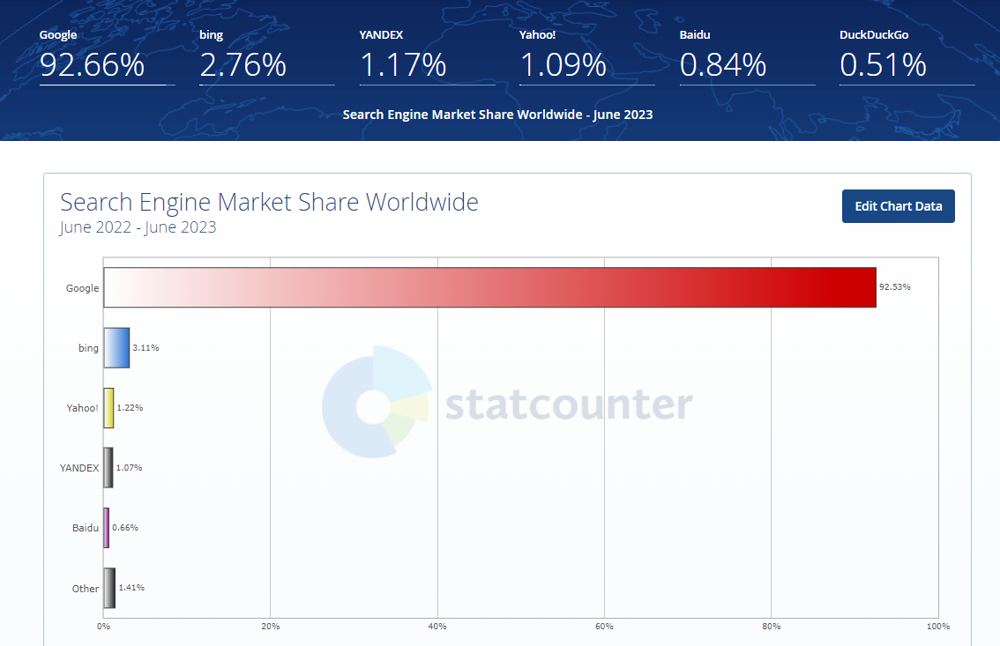 Google bing YANDEX Yahoo! Baidu DuckDuckGo
92.66% 2.76% 1.17% 1.09% 0.84% 0.51%
Search Engine Market Share Worldwide - June 2023
Search Engine Market Share Worldwide
Edit Chart Data
June 2022 - June 2023
Google 92.53%
bing 3.11%
statcounter
Yahoo! 1.22%
YANDEX 1.07%
Baidu 0.66%
Other 1.41%
0% 20% 40% 60% 80% 100%